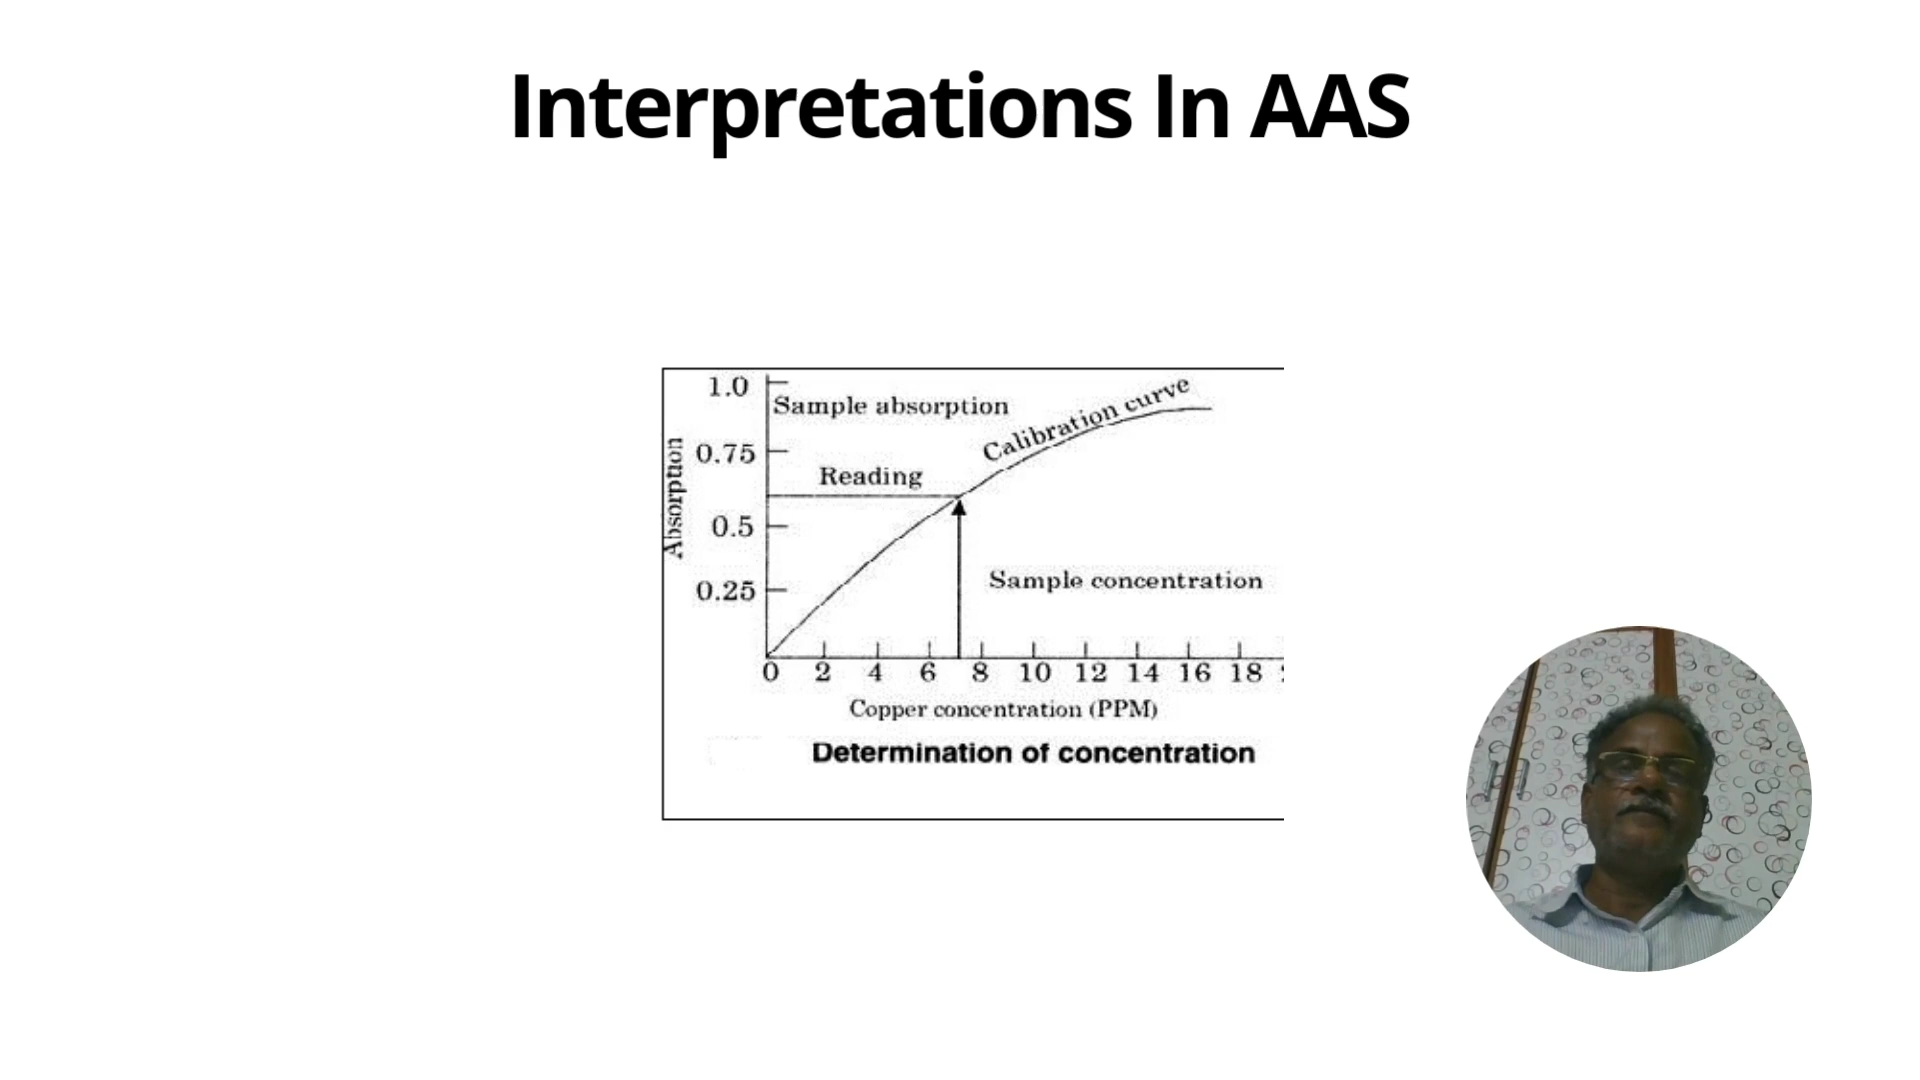 Interpretations In AAS
1.0
Sample absorption
Calibration curve
0.75
Reading
Absorption
0.5
Sample concentration
0.25
0 2 4 6 8 10 12 14 16 18
Copper concentration (PPM)
Determination of concentration